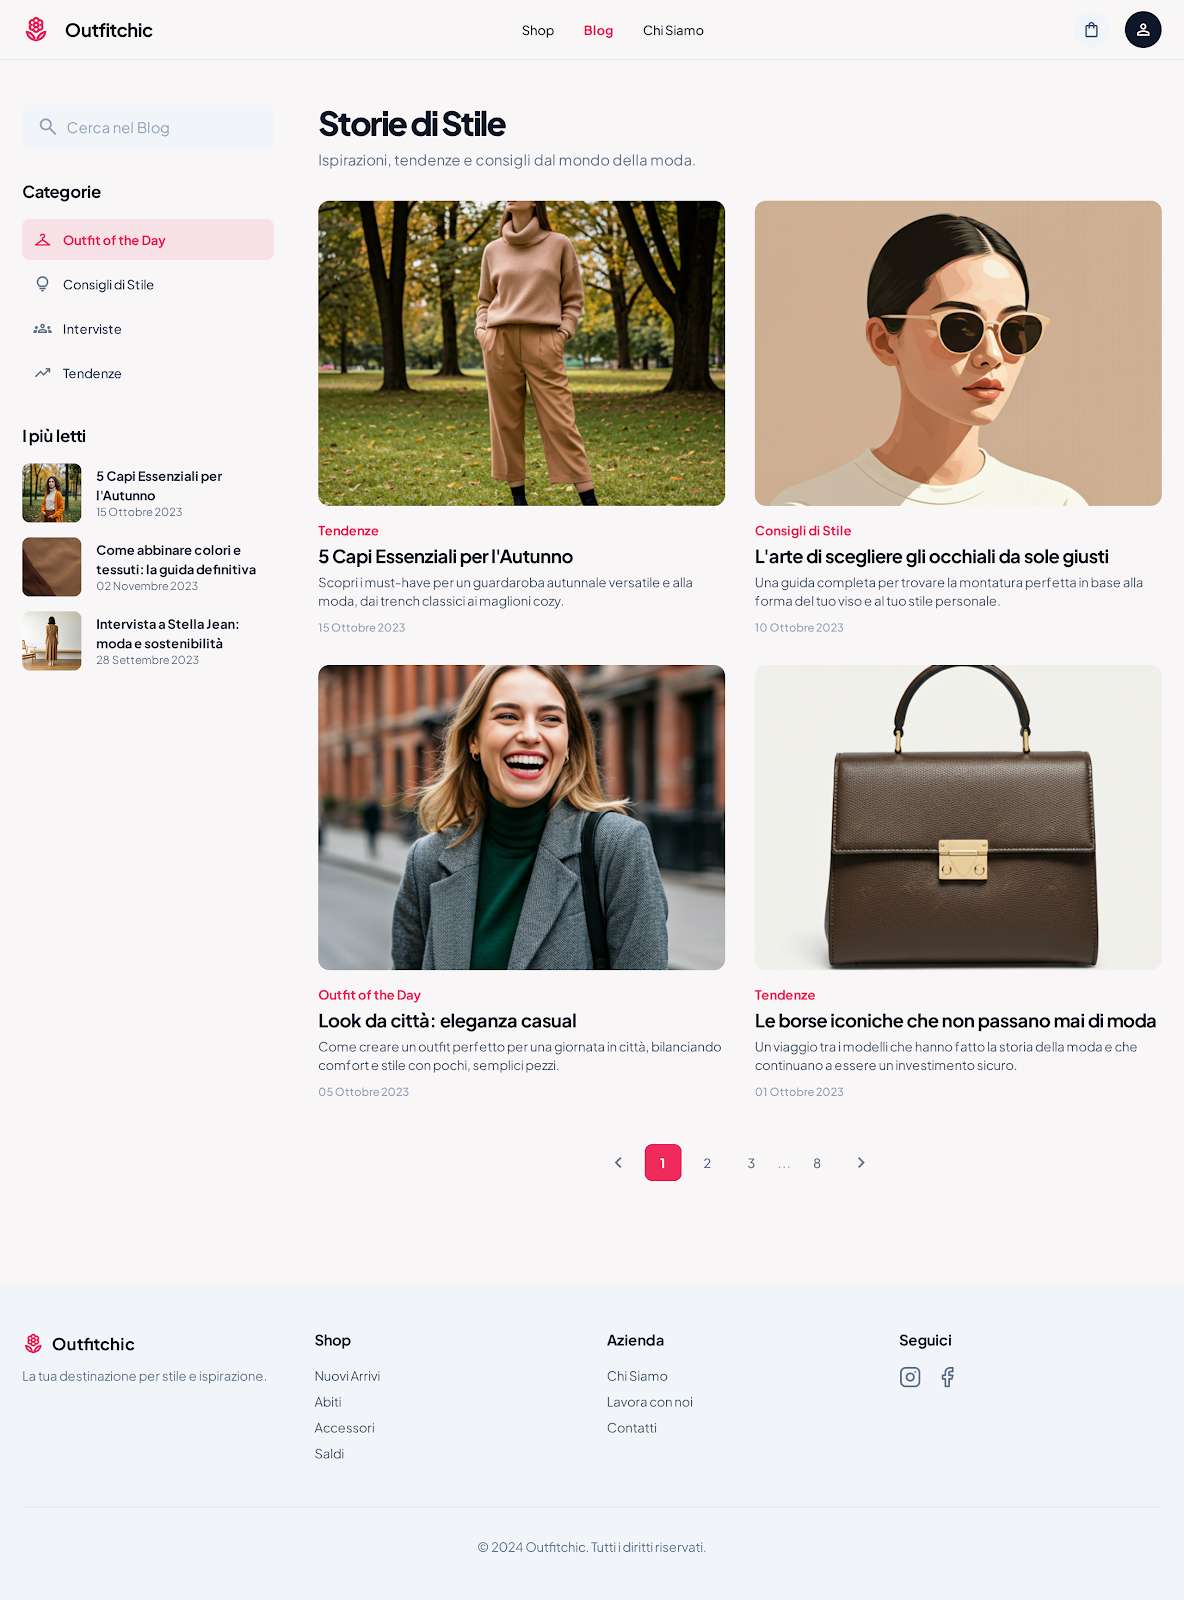 Outfitchic
Shop
Blog
Chi Siamo
Cerca nel Blog
Categorie
Outfit of the Day
Consigli di Stile
Interviste
Tendenze
I più letti
5 Capi Essenziali per
l'Autunno
15 Ottobre 2023
Come abbinare colori e
tessuti: la guida definitiva
02 Novembre 2023
Intervista a Stella Jean:
moda e sostenibilità
28 Settembre 2023
Storie di Stile
Ispirazioni, tendenze e consigli dal mondo della moda.
Tendenze
5 Capi Essenziali per l'Autunno
Scopri i must-have per un guardaroba autunnale versatile e alla
moda, dai trench classici ai maglioni cozy.
15 Ottobre 2023
Consigli di Stile
L'arte di scegliere gli occhiali da sole giusti
Una guida completa per trovare la montatura perfetta in base alla
forma del tuo viso e al tuo stile personale.
10 Ottobre 2023
Outfit of the Day
Look da città: eleganza casual
Come creare un outfit perfetto per una giornata in città, bilanciando
comfort e stile con pochi, semplici pezzi.
05 Ottobre 2023
Tendenze
Le borse iconiche che non passano mai di moda
Un viaggio tra i modelli che hanno fatto la storia della moda e che
continuano a essere un investimento sicuro.
01 Ottobre 2023
1 2 3 ... 8
Outfitchic
La tua destinazione per stile e ispirazione.
Shop
Nuovi Arrivi
Abiti
Accessori
Saldi
Azienda
Chi Siamo
Lavora con noi
Contatti
Seguici
© 2024 Outfitchic. Tutti i diritti riservati.